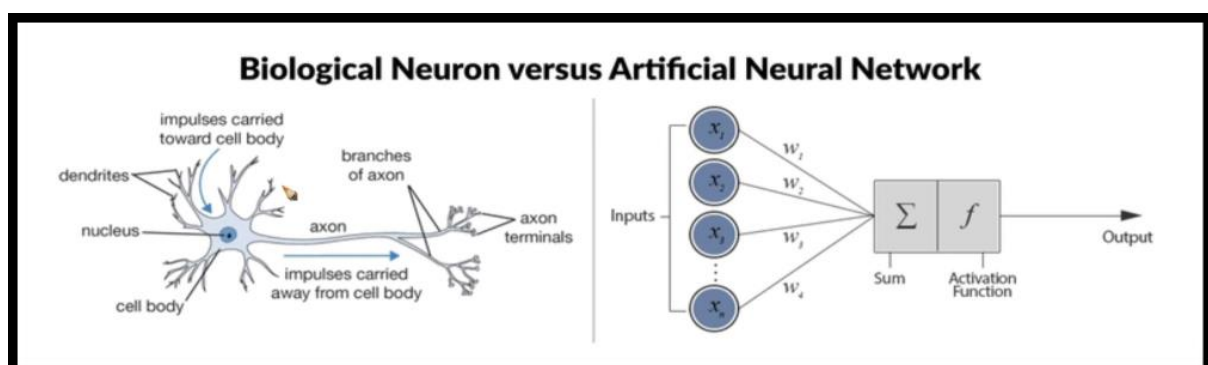 Biological Neuron versus Artificial Neural Network
impulses carried
toward cell body
dendrites
nucleus
cell body
axon
impulses carried
away from cell body
branches
of axon
axon
terminals
Inputs
x₁
x₂
x₃
xₙ
w₁
w₂
w₃
w₄
Σ
f
Sum
Activation
Function
Output